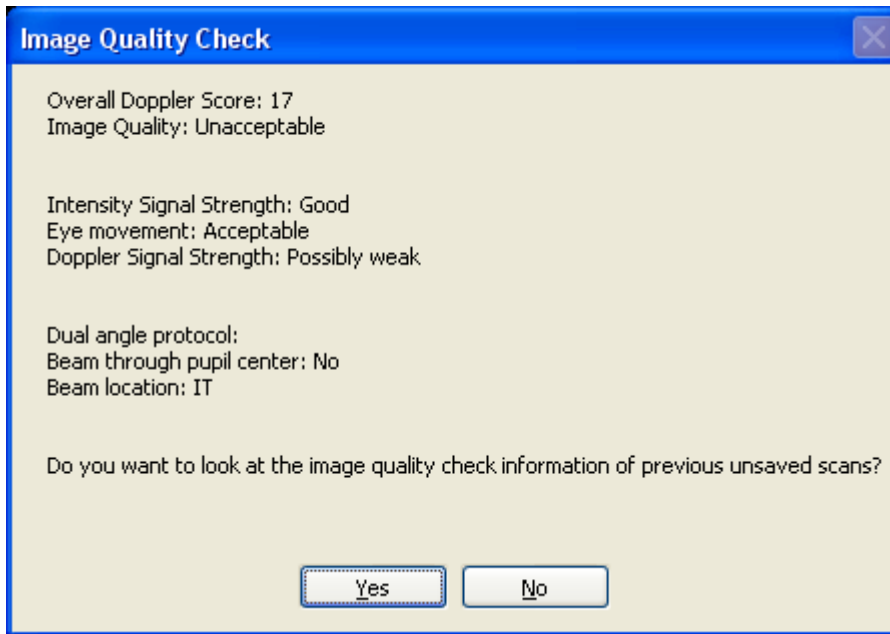 Image Quality Check
Overall Doppler Score: 17
Image Quality: Unacceptable
Intensity Signal Strength: Good
Eye movement: Acceptable
Doppler Signal Strength: Possibly weak
Dual angle protocol:
Beam through pupil center: No
Beam location: IT
Do you want to look at the image quality check information of previous unsaved scans?
Yes
No